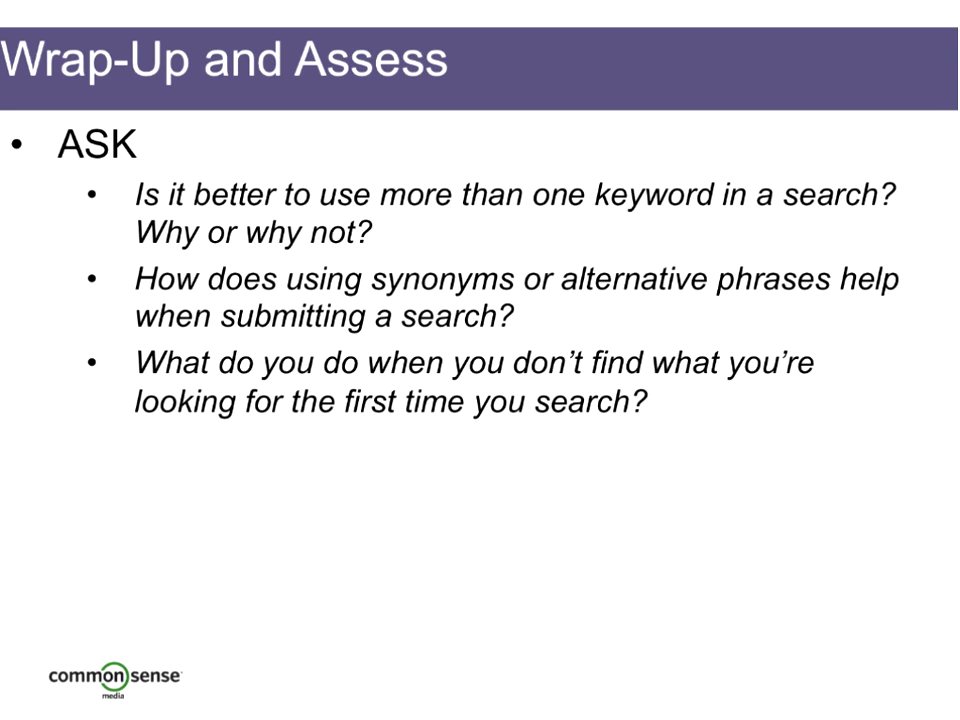 Wrap-Up and Assess
• ASK
• Is it better to use more than one keyword in a search?
Why or why not?
• How does using synonyms or alternative phrases help
when submitting a search?
• What do you do when you don’t find what you’re
looking for the first time you search?
common sense
media